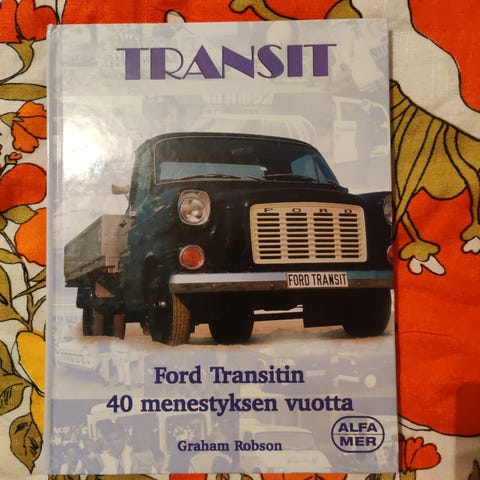 TRANSIT
FORD
FORD TRANSIT
Ford Transitin
40 menestyksen vuotta
Graham Robson
ALFA
MER